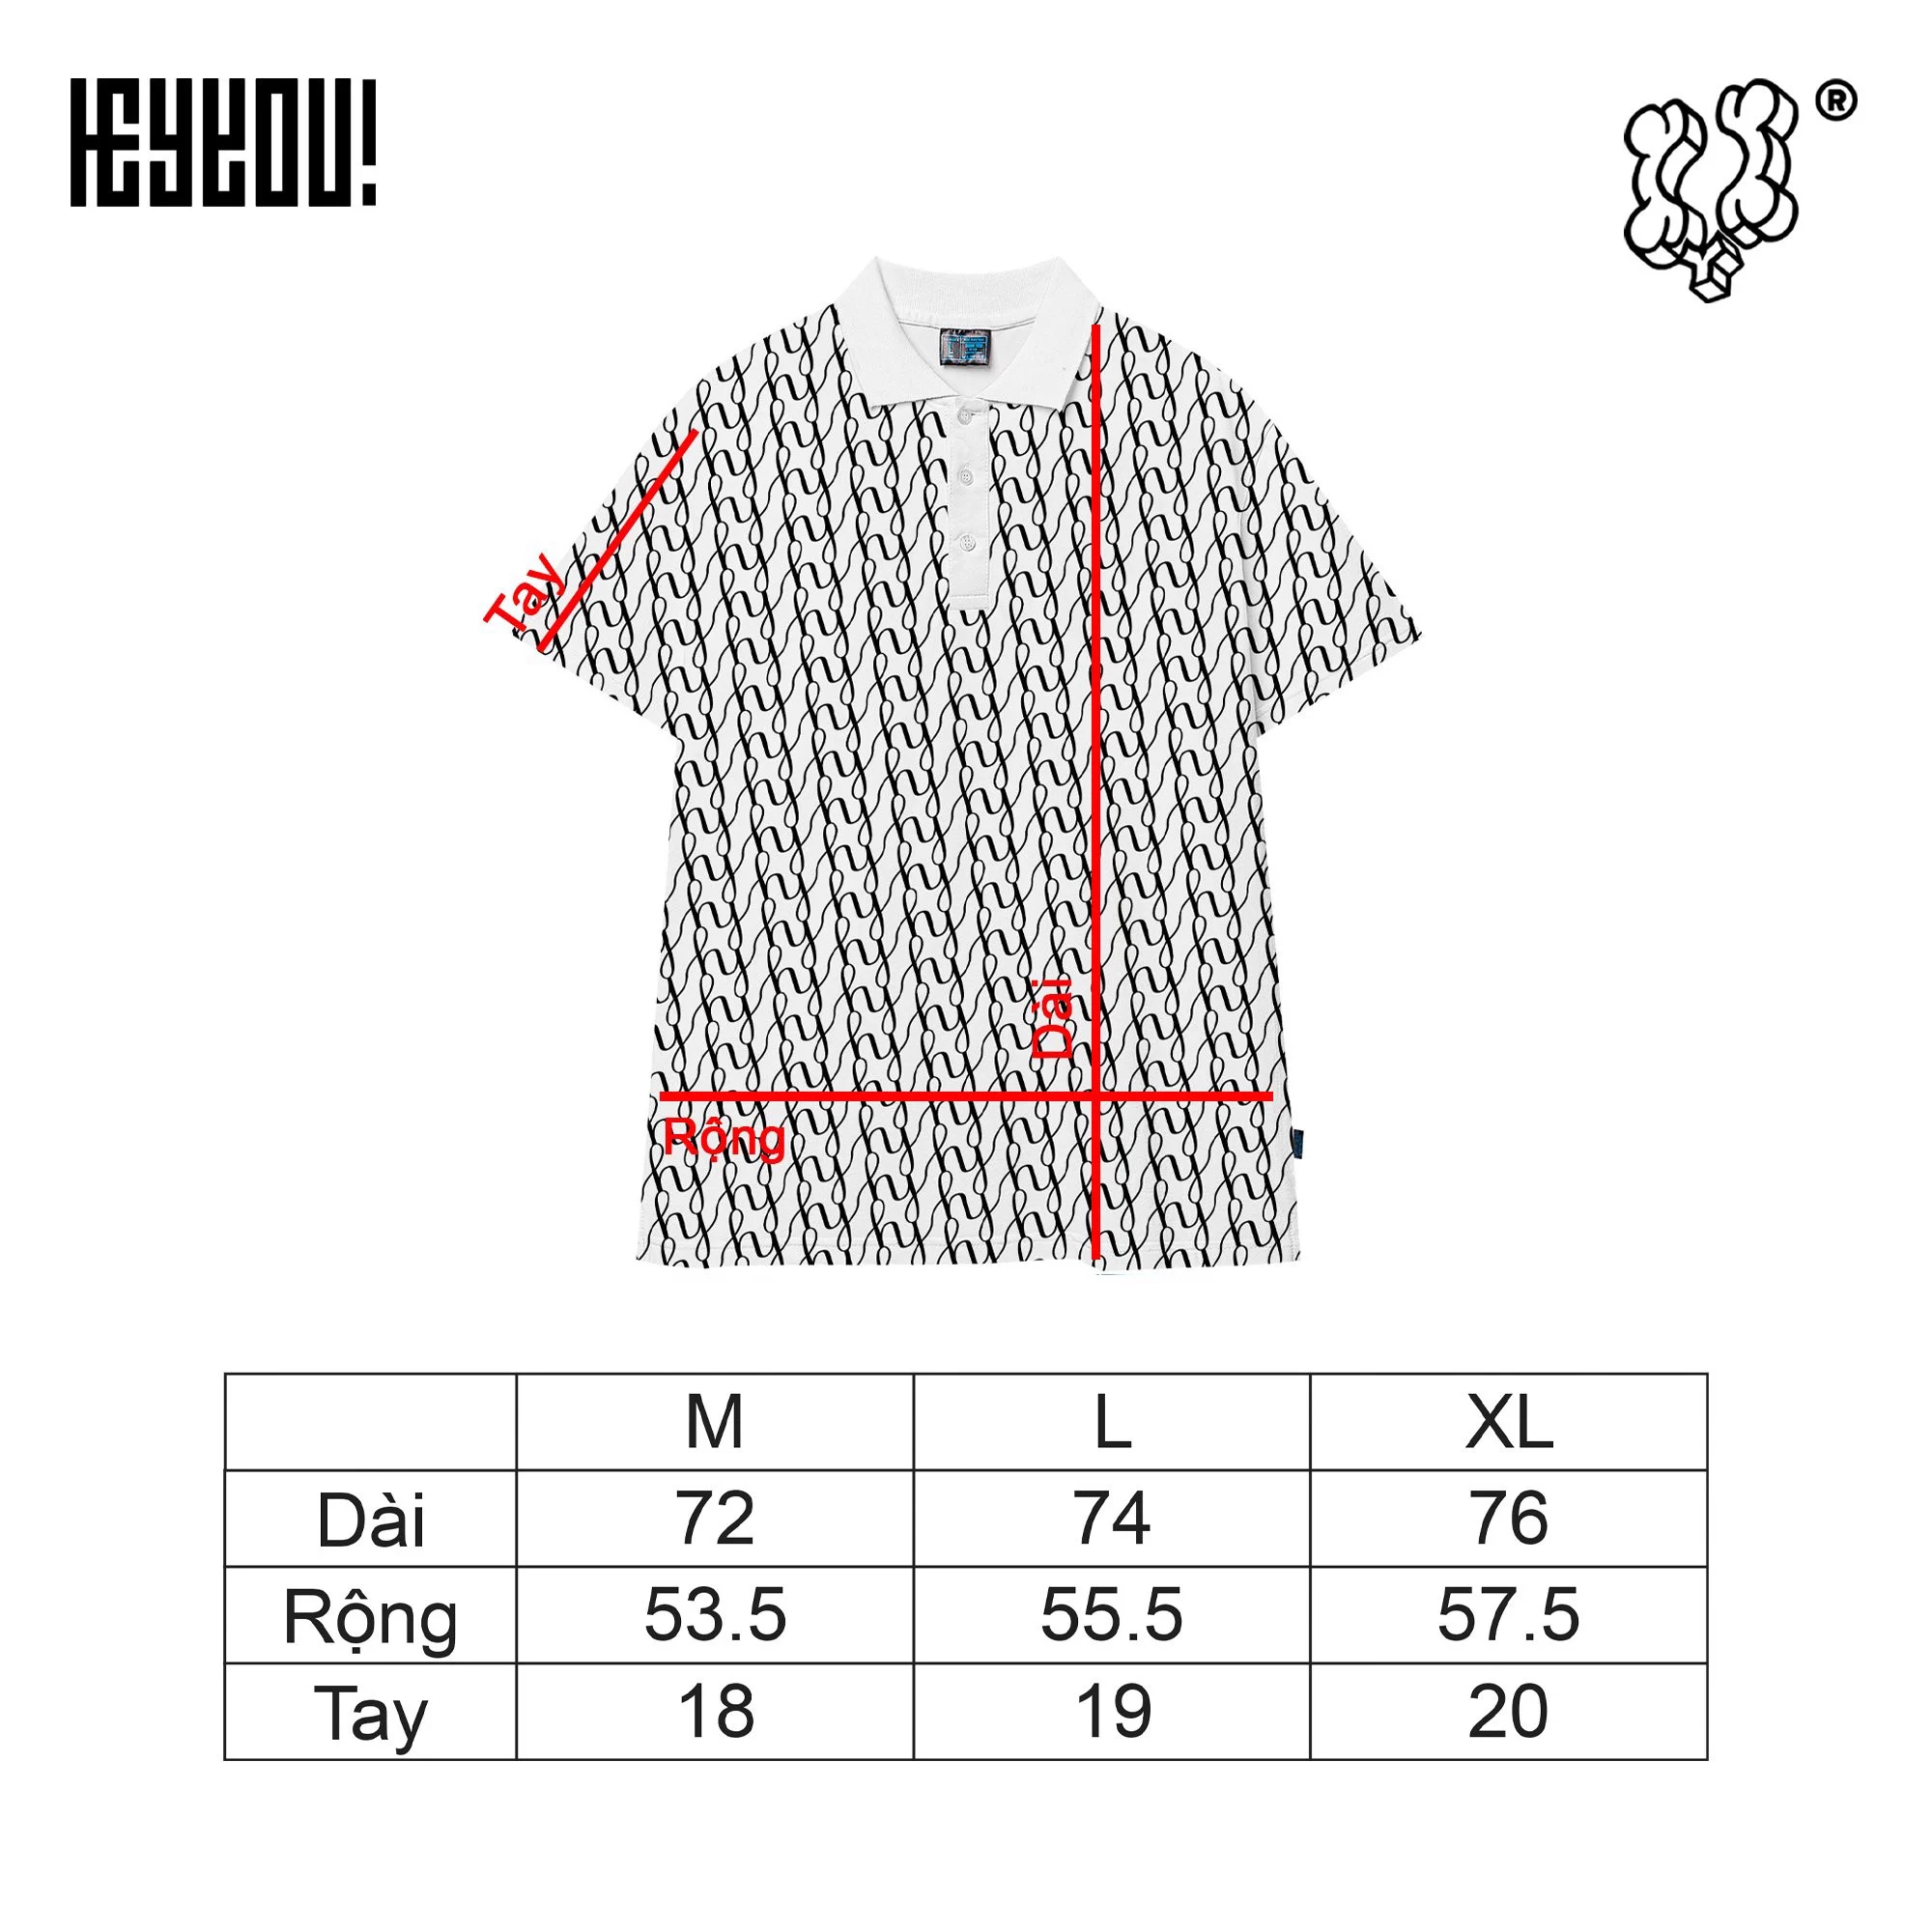 HEYYOU!
®
Tay
Dài
Rộng
M L XL
Dài 72 74 76
Rộng 53.5 55.5 57.5
Tay 18 19 20